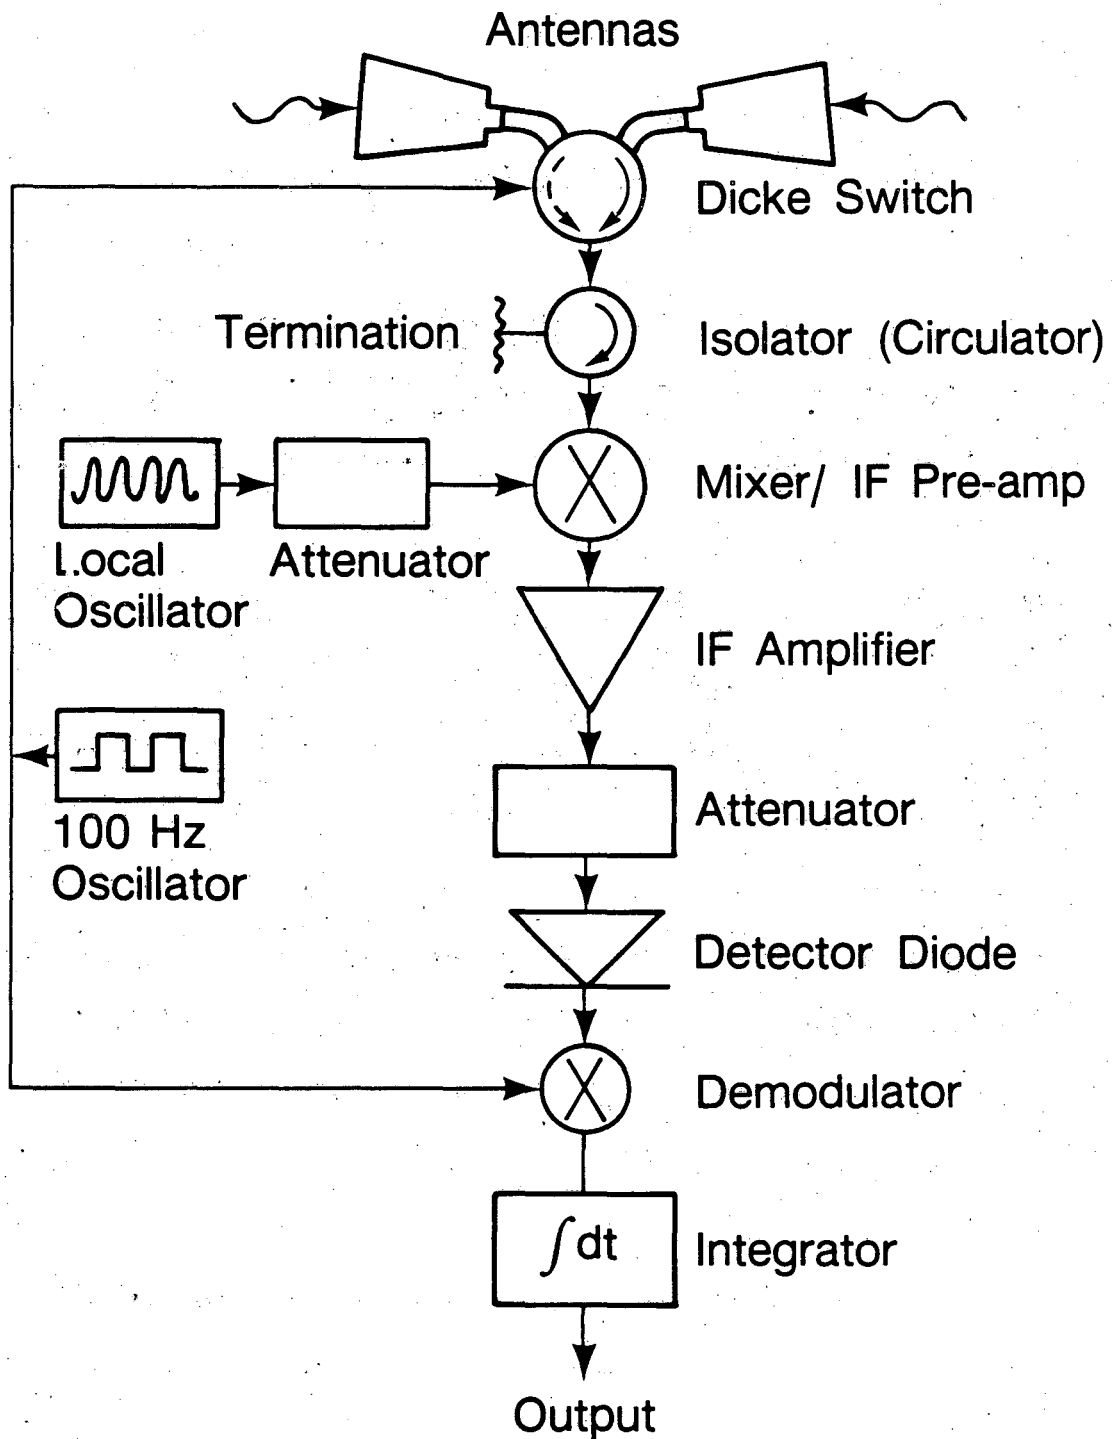 Antennas
Dicke Switch
Termination
Isolator (Circulator)
Mixer/ IF Pre-amp
Local
Oscillator
Attenuator
IF Amplifier
100 Hz
Oscillator
Attenuator
Detector Diode
Demodulator
∫dt
Integrator
Output